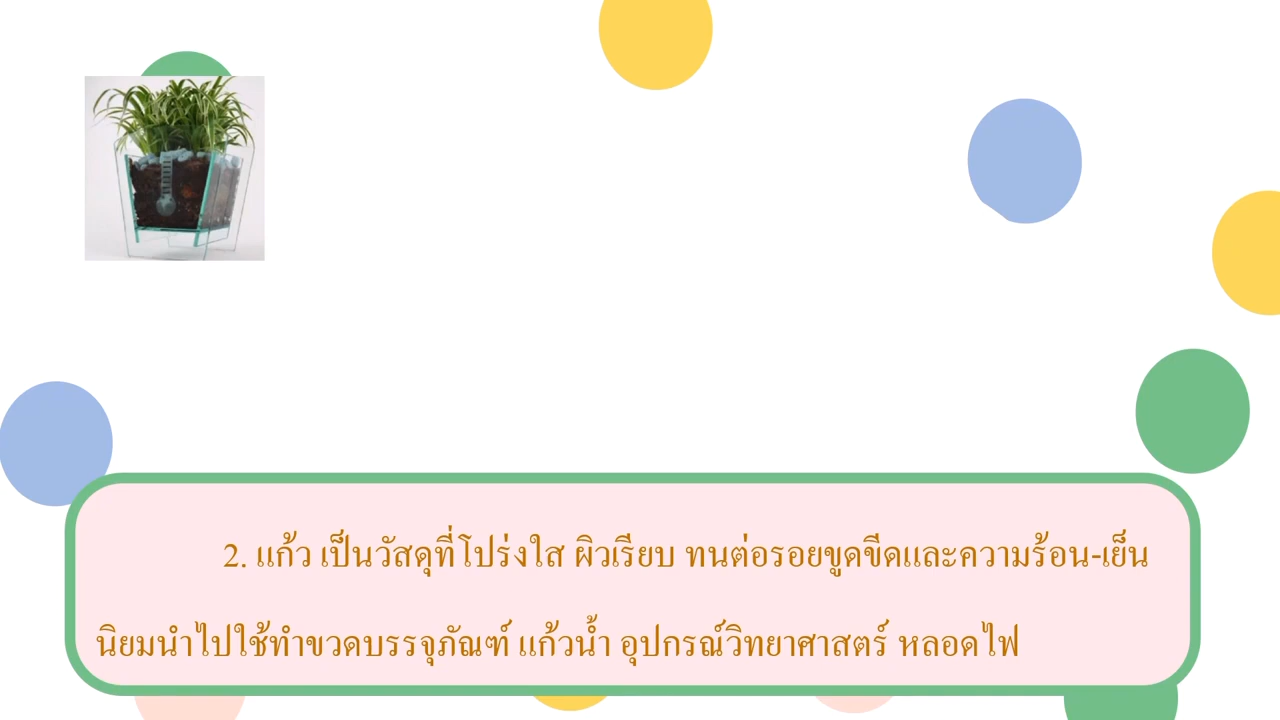 2. แก้ว เป็นวัสดุที่โปร่งใส ผิวเรียบ ทนต่อรอยขูดขีดและความร้อน-เย็น
นิยมนำไปใช้ทำขวดบรรจุภัณฑ์ แก้วน้ำ อุปกรณ์วิทยาศาสตร์ หลอดไฟ